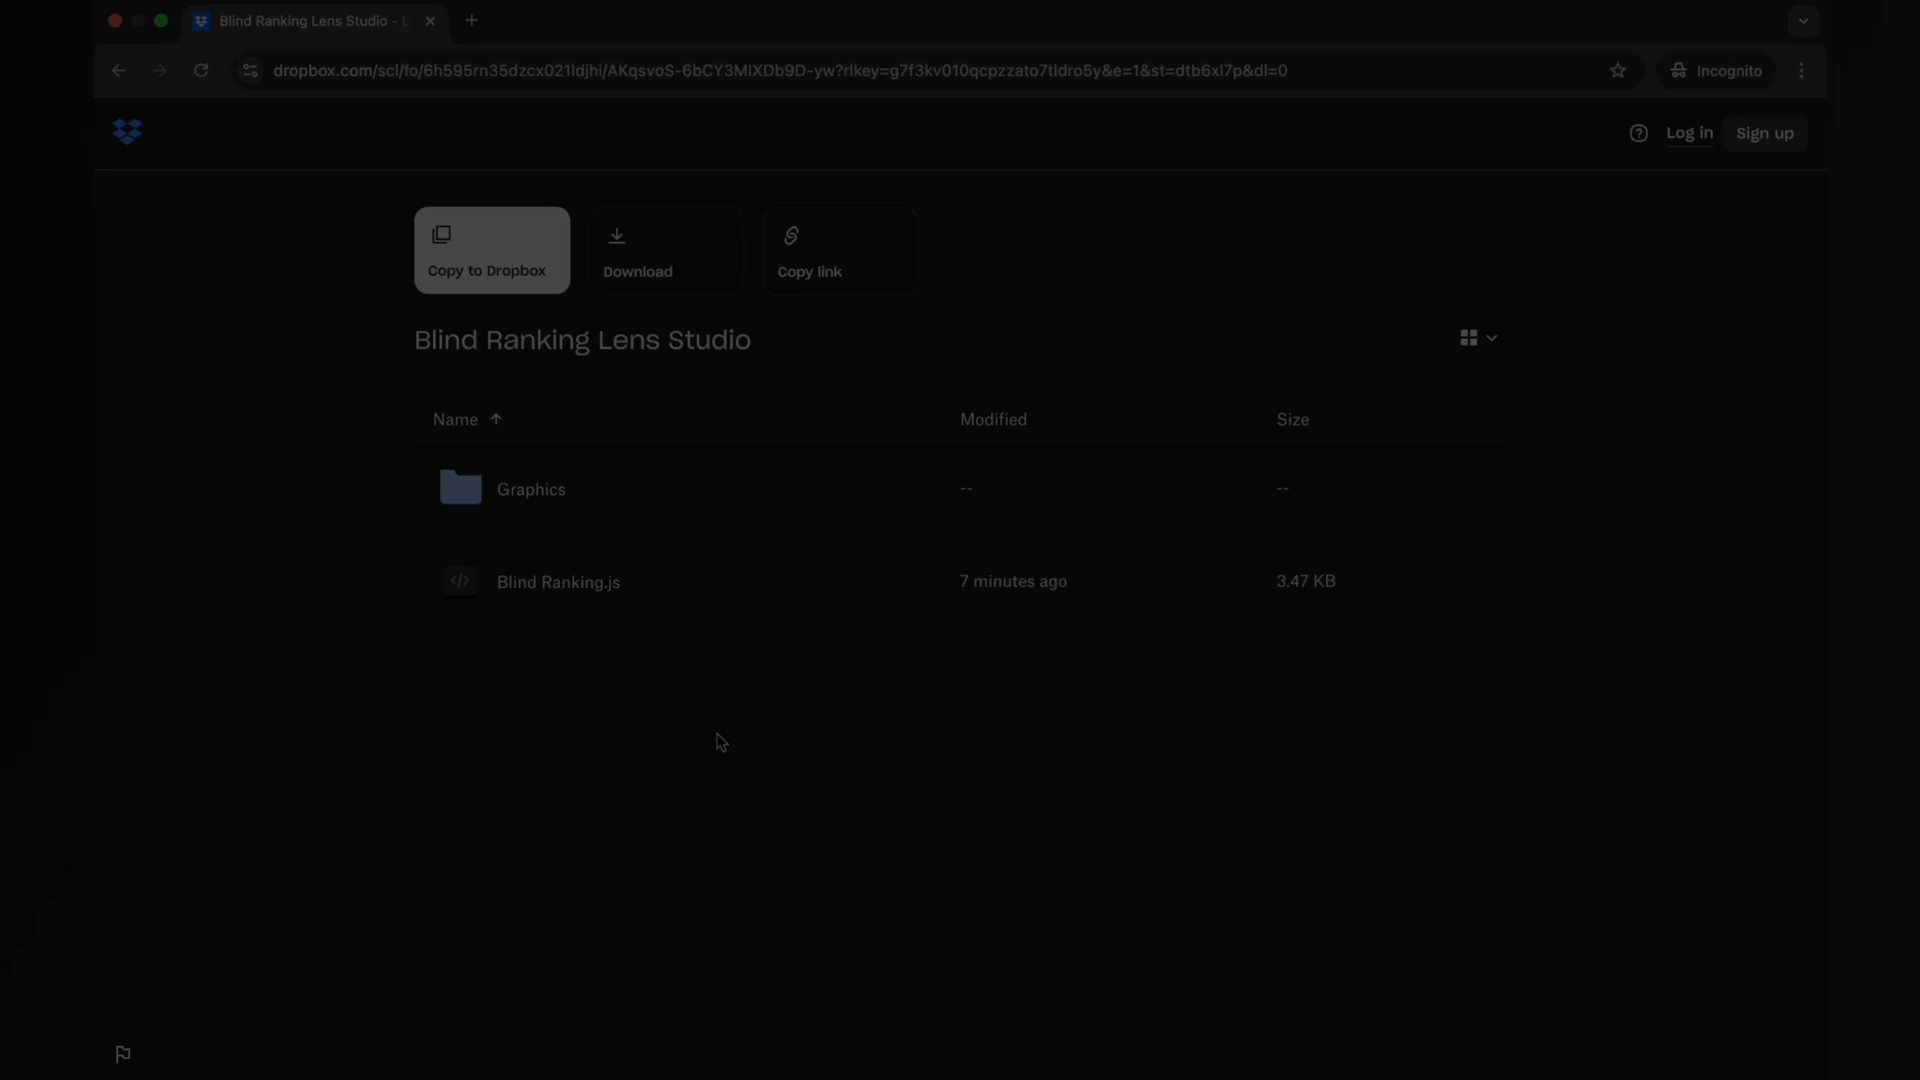 Blind Ranking Lens Studio -
dropbox.com/scl/fo/6h595rn35dzcx021ldjhi/AKqsvoS-6bCY3MIXDb9D-yw?rlkey=g7f3kv010qcpzzato7tldro5y&e=1&st=dtb6xl7p&dl=0
Incognito
Log in
Sign up
Copy to Dropbox
Download
Copy link
Blind Ranking Lens Studio
Name
Modified
Size
Graphics
--
--
Blind Ranking.js
7 minutes ago
3.47 KB